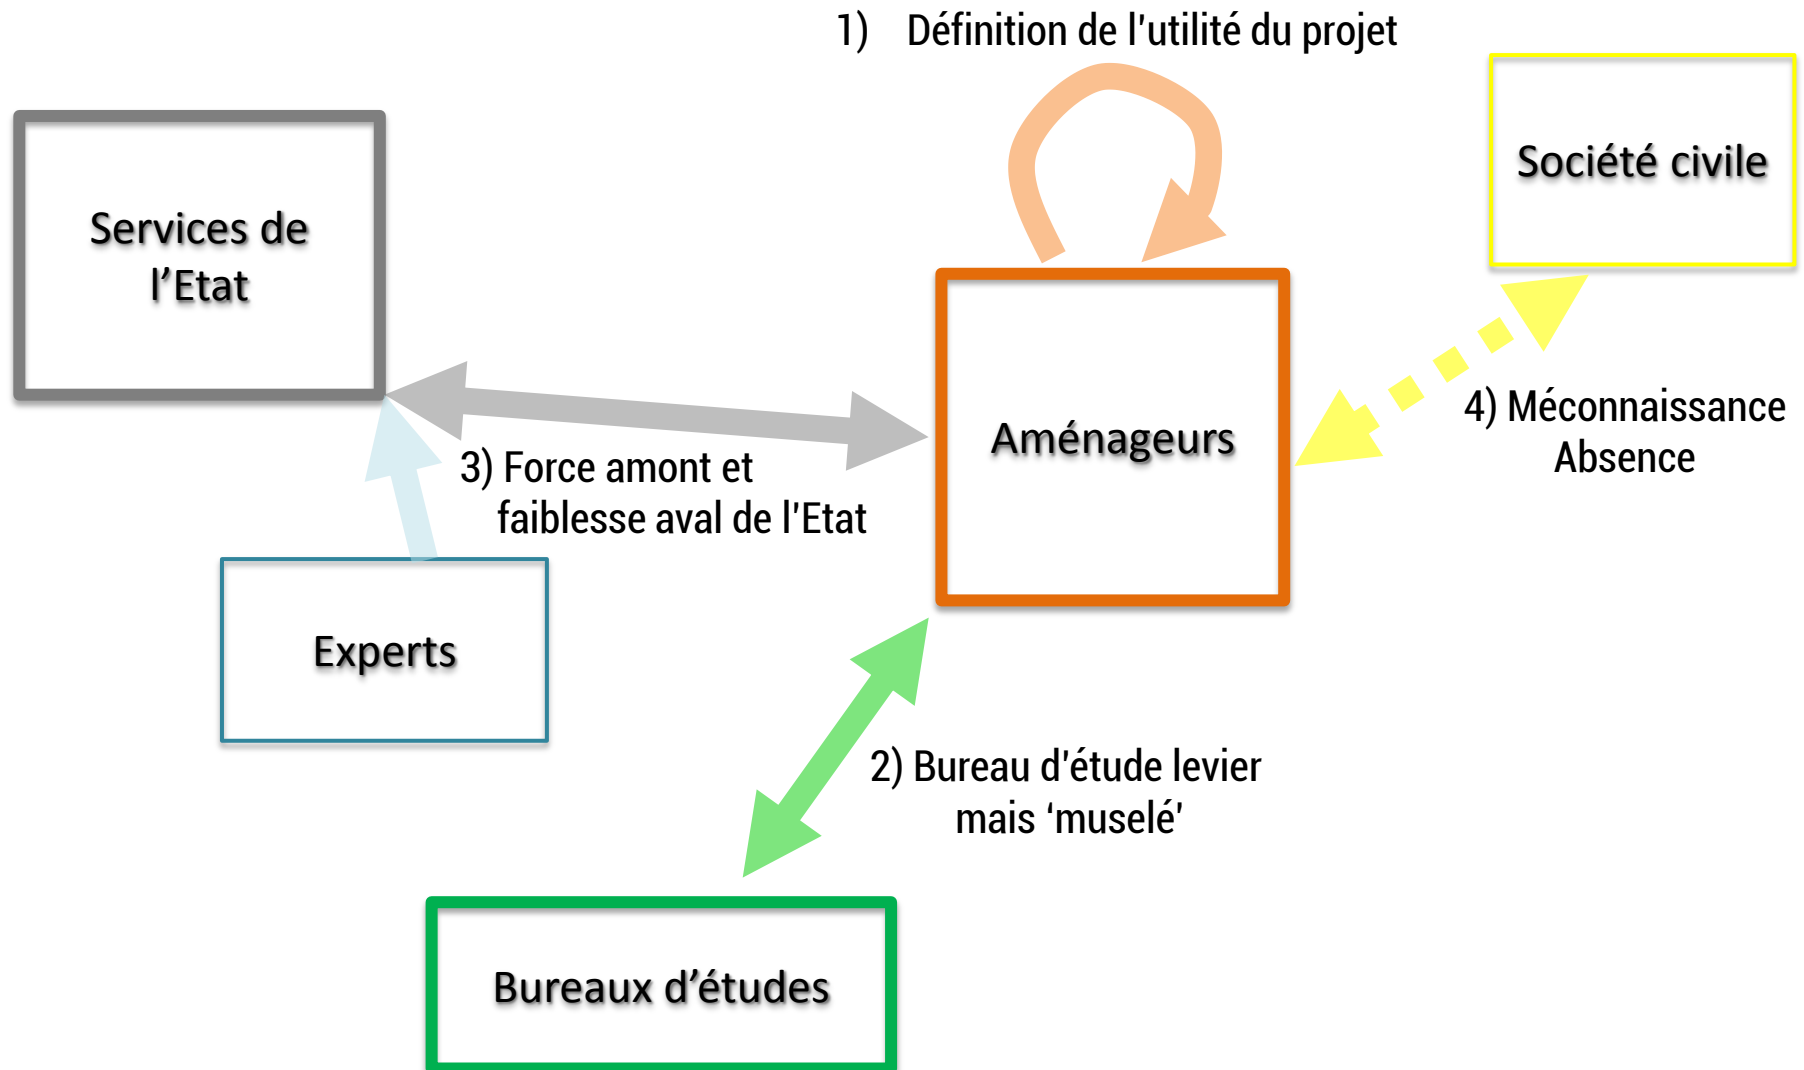 1) Définition de l'utilité du projet
Société civile
Services de
l’Etat
Aménageurs
4) Méconnaissance
Absence
3) Force amont et
faiblesse aval de l'Etat
Experts
2) Bureau d'étude levier
mais ‘muselé’
Bureaux d’études